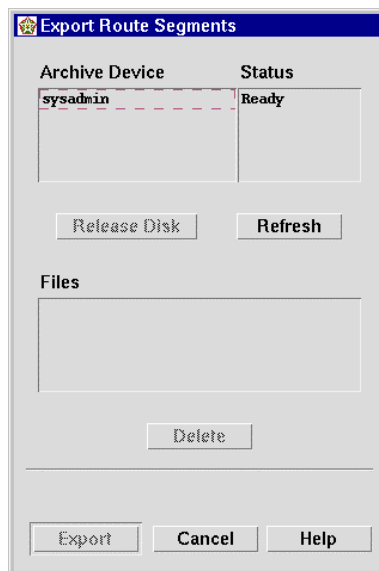 Export Route Segments
Archive Device Status
sysadmin Ready
Release Disk Refresh
Files
Delete
Export Cancel Help